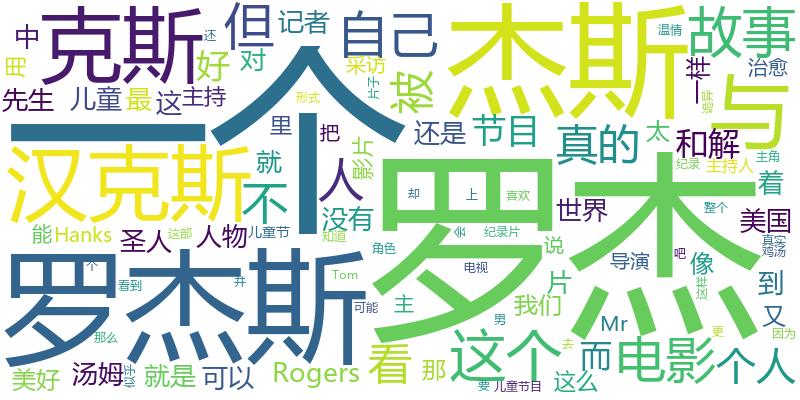 中 克斯 但 记者 自己 杰斯 温情 故事
用 好 对 采访 片子 一样 治愈
先生 儿童 最 这 主持 还 形式 被 与
一个 里 把 影片 还是 节目 真的 太 和解 主持人 纪录 主角
汉克斯 就 不 人 没有 罗杰 世界 着 美国
能 Hanks 圣人 人物 却 上 喜欢 整个
这部 儿童节 知道 角色 纪录片 说 导演 像 吧 到 真实 鸡汤
罗杰斯 个 看到 并 Tom 电视 片 我们 男 Mr 又
那么 可能 主 这个 而 电影 个人 更 因为
美好 汤姆 就是 可以 Rogers 看 那 要 儿童节目 这么 去